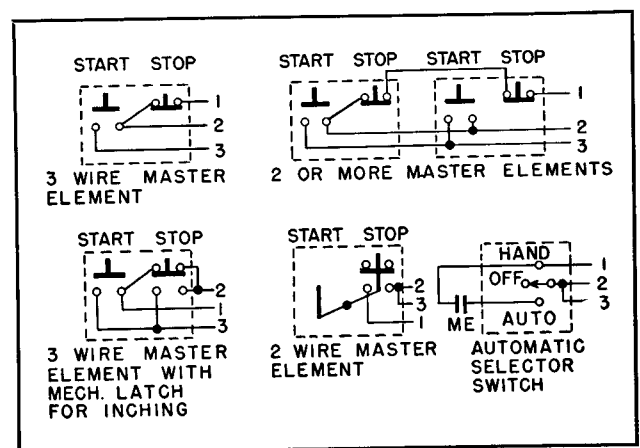 START STOP
1
2
3
3 WIRE MASTER
ELEMENT
START STOP START STOP
1
2
3
2 OR MORE MASTER ELEMENTS
START STOP
2
1
3
3 WIRE MASTER
ELEMENT WITH
MECH. LATCH
FOR INCHING
START STOP
2
3
1
2 WIRE MASTER
ELEMENT
HAND
1
OFF
2
3
ME
AUTO
AUTOMATIC
SELECTOR
SWITCH